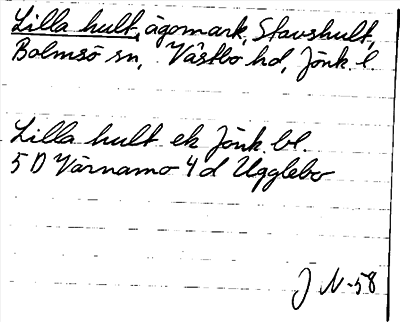 Lilla hult, ägomark, Stavshult,
Bolmsö sn, Västbo hd, Jönk. l.
Lilla hult ek Jönk. bl.
5 D Värnamo 4 d Ugglebo
J N-58